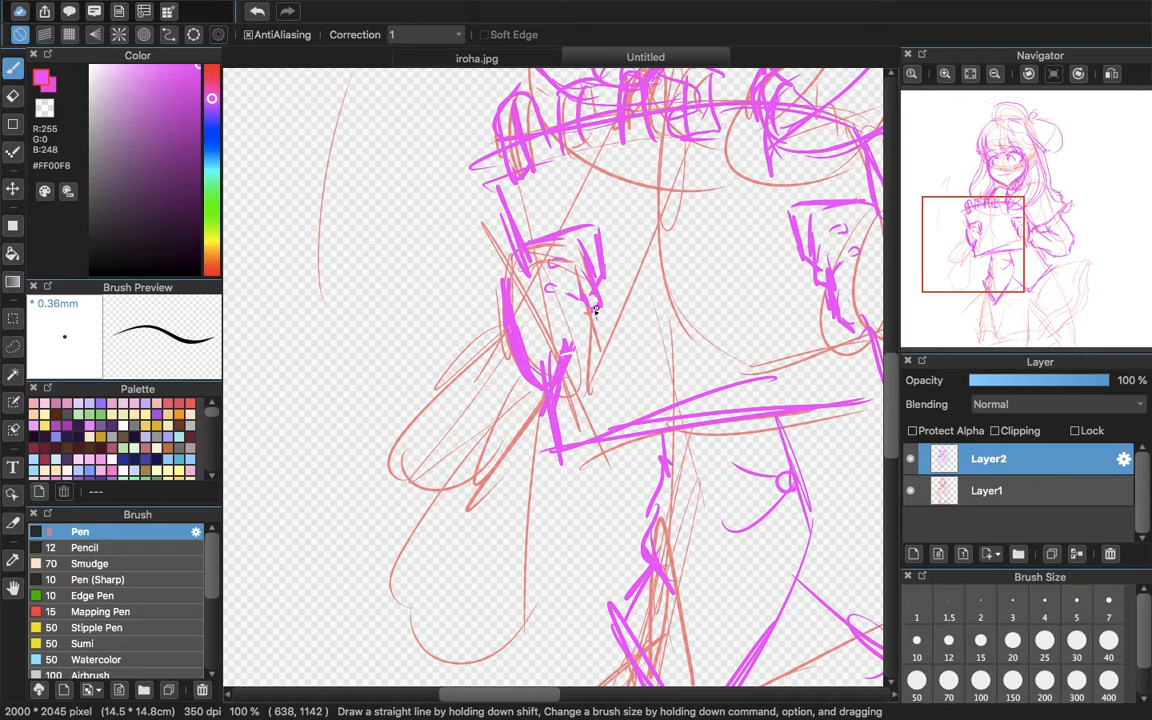 AntiAliasing Correction 1 Soft Edge
Color
iroha.jpg Untitled
Navigator
R:255
G:0
B:248
#FF00F8
Brush Preview
* 0.36mm
Palette
---
Brush
Pen
12 Pencil
70 Smudge
10 Pen (Sharp)
10 Edge Pen
15 Mapping Pen
50 Stipple Pen
50 Sumi
50 Watercolor
100 Airbrush
Layer
Opacity 100 %
Blending Normal
Protect Alpha Clipping Lock
Layer2
Layer1
Brush Size
1 1.5 2 3 4 5 7
10 12 15 20 25 30 40
50 70 100 150 200 300 400
2000 * 2045 pixel (14.5 * 14.8cm) 350 dpi 100 % ( 638, 1142 ) Draw a straight line by holding down shift, Change a brush size by holding down command, option, and dragging